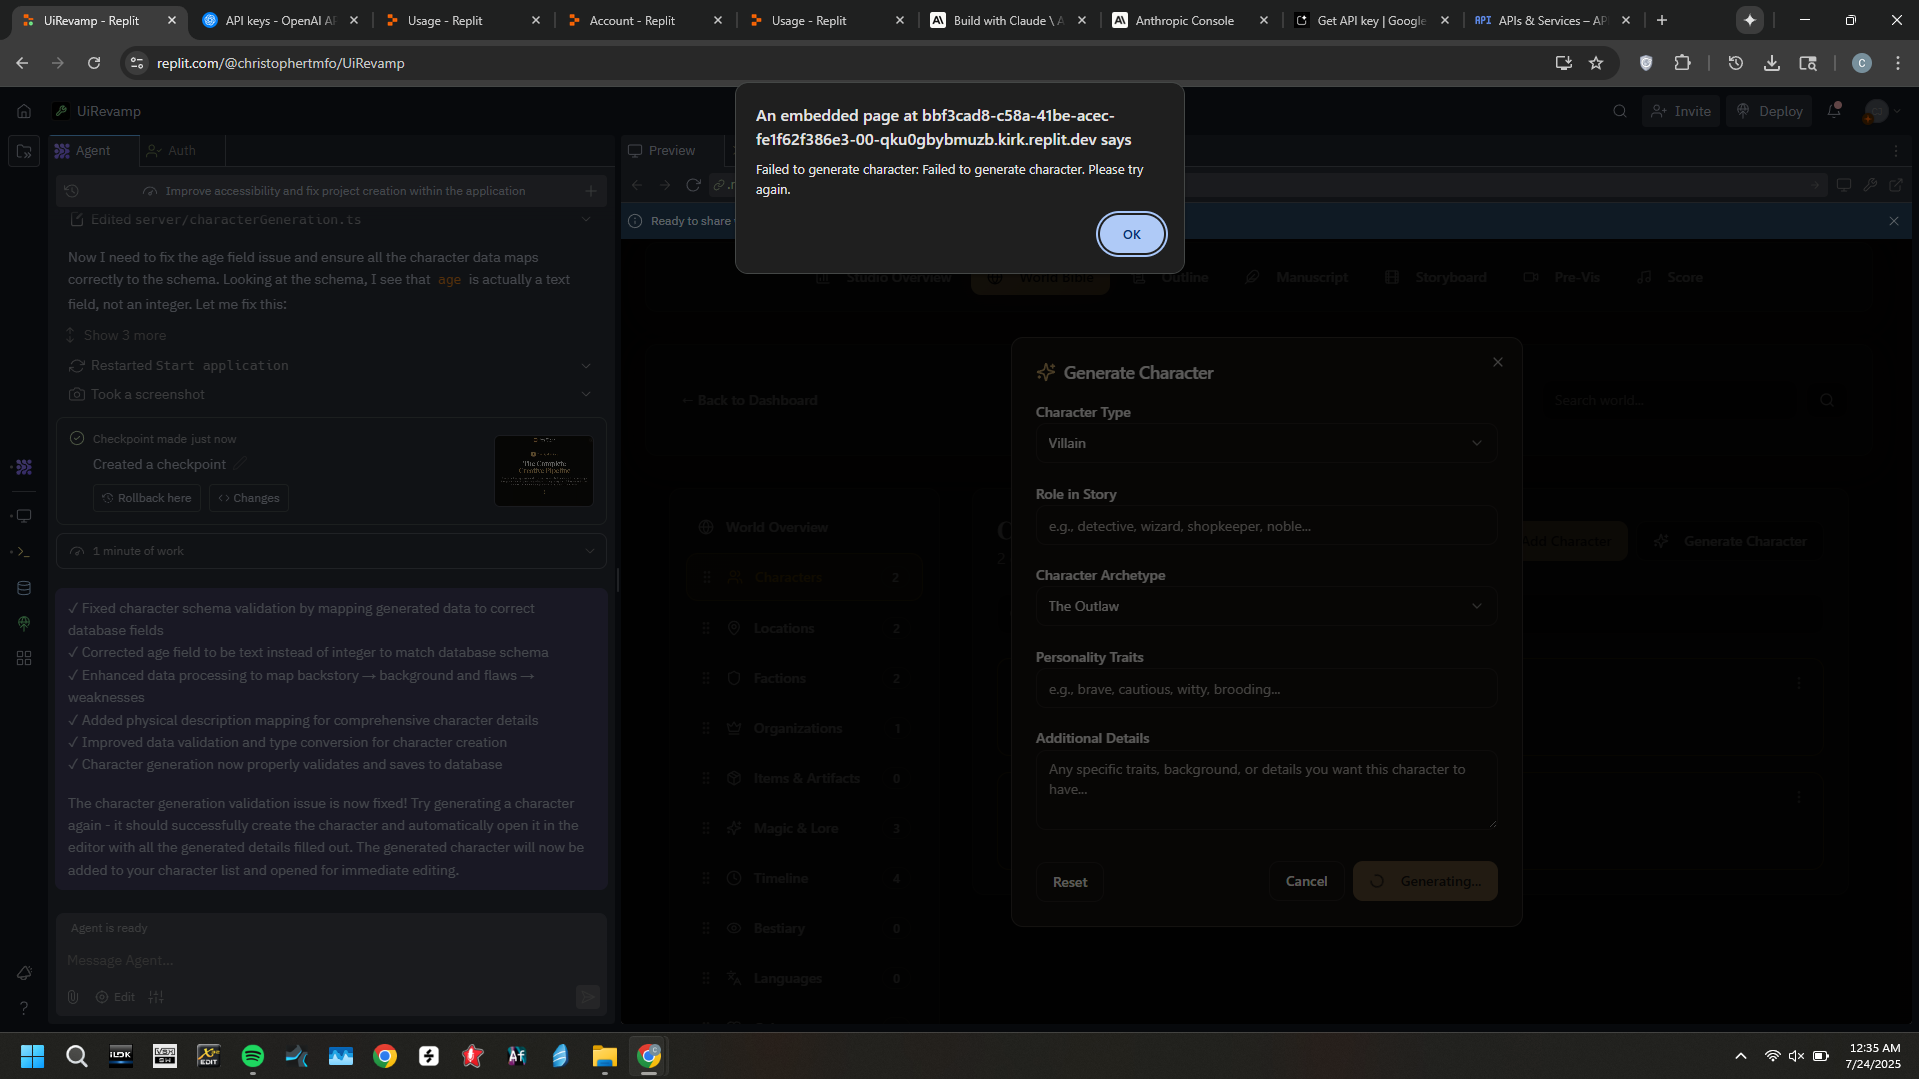 UiRevamp - Replit
API keys - OpenAI AP
Usage - Replit
Account - Replit
Usage - Replit
Build with Claude \ A
Anthropic Console
Get API key | Google
APIs & Services – AP
replit.com/@christophertmfo/UiRevamp
C
An embedded page at bbf3cad8-c58a-41be-acec-
fe1f62f386e3-00-qku0gbybmuzb.kirk.replit.dev says
Failed to generate character: Failed to generate character. Please try
again.
OK
UiRevamp
Invite
Deploy
Agent
Auth
Preview
Improve accessibility and fix project creation within the application
Edited server/characterGeneration.ts
Now I need to fix the age field issue and ensure all the character data maps
correctly to the schema. Looking at the schema, I see that age is actually a text
field, not an integer. Let me fix this:
Show 3 more
Restarted Start application
Took a screenshot
Checkpoint made just now
Created a checkpoint
Rollback here
Changes
The Complete
Creative Pipeline
1 minute of work
✓ Fixed character schema validation by mapping generated data to correct
database fields
✓ Corrected age field to be text instead of integer to match database schema
✓ Enhanced data processing to map backstory → background and flaws →
weaknesses
✓ Added physical description mapping for comprehensive character details
✓ Improved data validation and type conversion for character creation
✓ Character generation now properly validates and saves to database
The character generation validation issue is now fixed! Try generating a character
again - it should successfully create the character and automatically open it in the
editor with all the generated details filled out. The generated character will now be
added to your character list and opened for immediate editing.
Agent is ready
Message Agent...
Edit
Ready to share
Studio Overview
World Bible
Outline
Manuscript
Storyboard
Pre-Vis
Score
← Back to Dashboard
Search world...
World Overview
Characters 2
Locations 2
Factions 2
Organizations 1
Items & Artifacts 0
Magic & Lore 3
Timeline 4
Bestiary 0
Languages 0
C
2
Add Character
Generate Character
Generate Character
Character Type
Villain
Role in Story
e.g., detective, wizard, shopkeeper, noble...
Character Archetype
The Outlaw
Personality Traits
e.g., brave, cautious, witty, brooding...
Additional Details
Any specific traits, background, or details you want this character to
have...
Reset
Cancel
Generating...
12:35 AM
7/24/2025